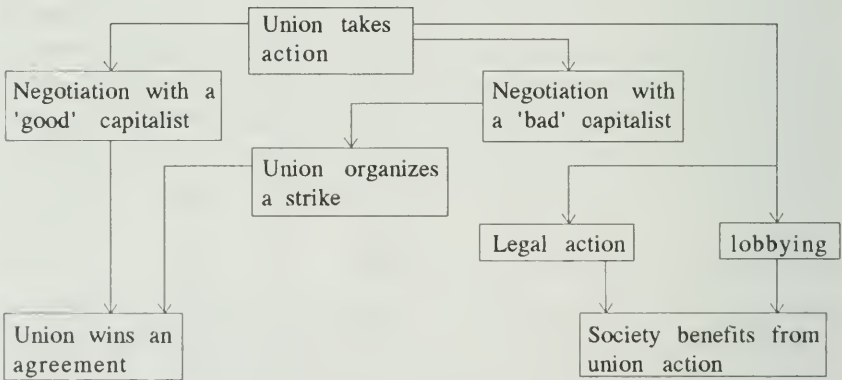 Union takes
action
Negotiation with a
'good' capitalist
Negotiation with
a 'bad' capitalist
Union organizes
a strike
Legal action
lobbying
Union wins an
agreement
Society benefits from
union action